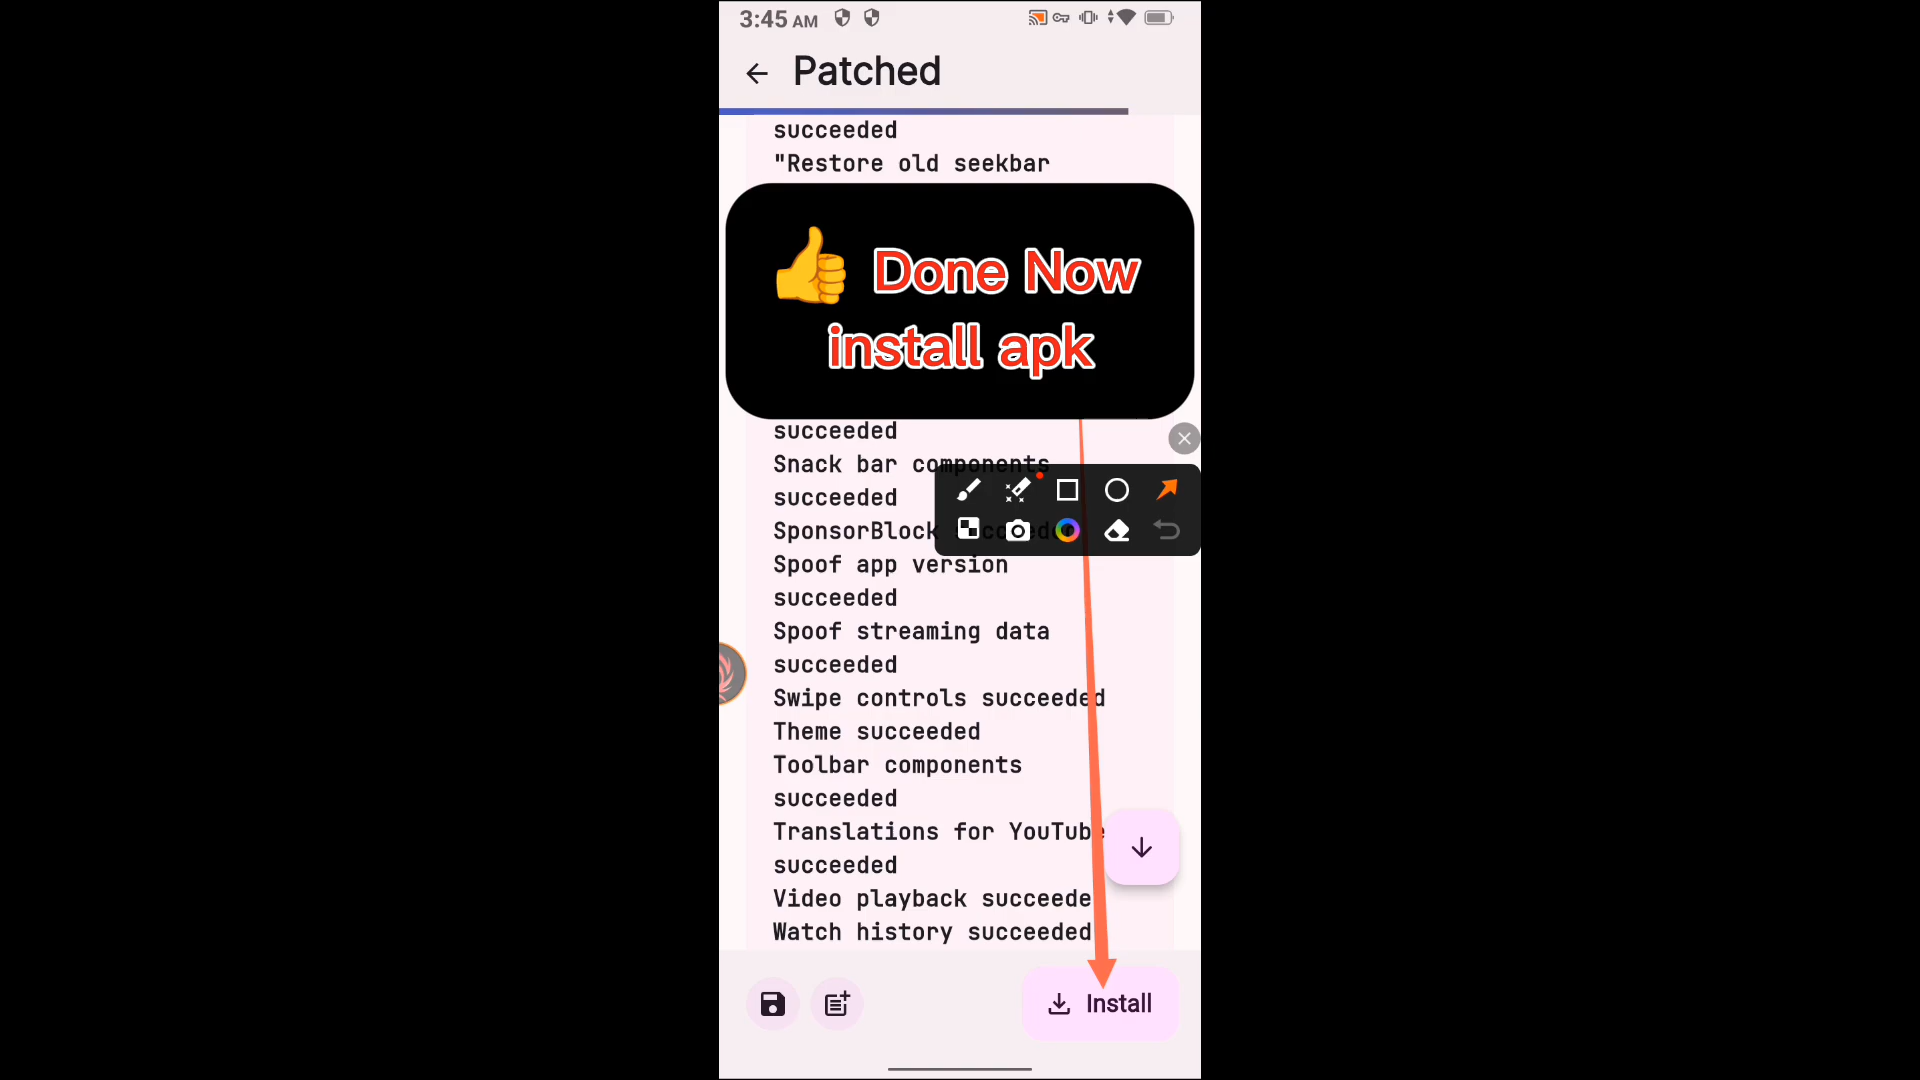 3:45 AM
Patched
succeeded
"Restore old seekbar
👍 Done Now
install apk
succeeded
Snack bar components
succeeded
SponsorBlock
Spoof app version
succeeded
Spoof streaming data
succeeded
Swipe controls succeeded
Theme succeeded
Toolbar components
succeeded
Translations for YouTube
succeeded
Video playback succeede
Watch history succeeded
Install